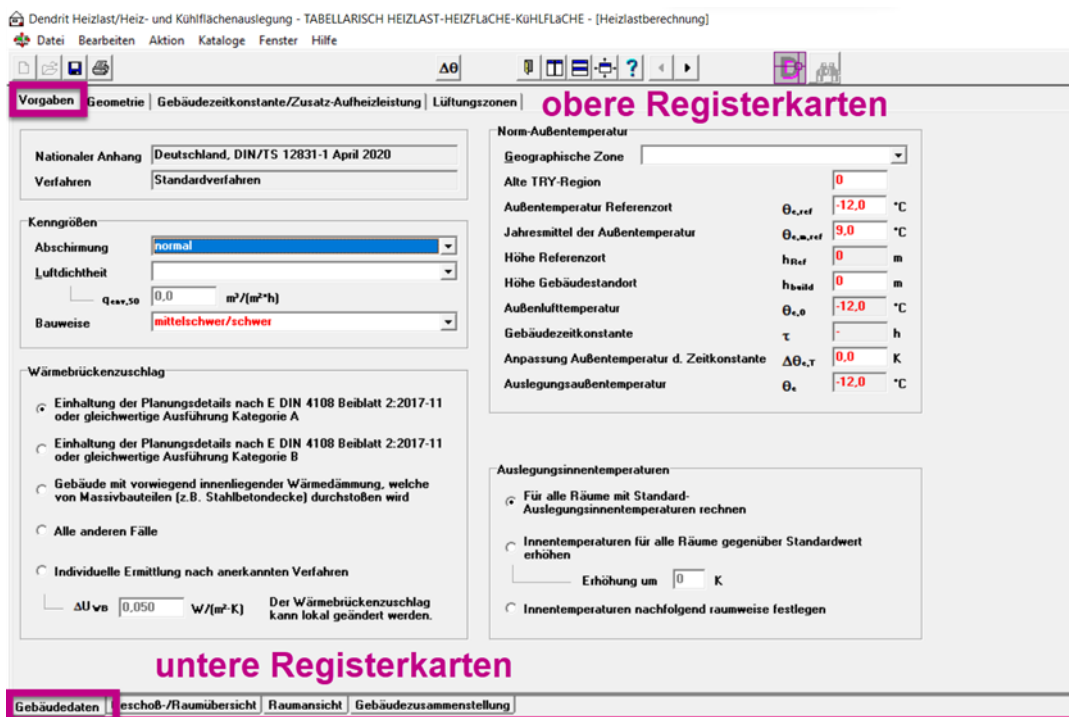 Dendrit Heizlast/Heiz- und Kühlflächenauslegung - TABELLARISCH HEIZLAST-HEIZFLäCHE-KüHLFLäCHE - [Heizlastberechnung]
Datei Bearbeiten Aktion Kataloge Fenster Hilfe
Δθ
?
D
Vorgaben Geometrie Gebäudezeitkonstante/Zusatz-Aufheizleistung Lüftungszonen
obere Registerkarten
Nationaler Anhang Deutschland, DIN/TS 12831-1 April 2020
Verfahren Standardverfahren
Kenngrößen
Abschirmung normal
Luftdichtheit
qenv,50 0,0 m³/(m²*h)
Bauweise mittelschwer/schwer
Wärmebrückenzuschlag
Einhaltung der Planungsdetails nach E DIN 4108 Beiblatt 2:2017-11
oder gleichwertige Ausführung Kategorie A
Einhaltung der Planungsdetails nach E DIN 4108 Beiblatt 2:2017-11
oder gleichwertige Ausführung Kategorie B
Gebäude mit vorwiegend innenliegender Wärmedämmung, welche
von Massivbauteilen (z.B. Stahlbetondecke) durchstoßen wird
Alle anderen Fälle
Individuelle Ermittlung nach anerkannten Verfahren
ΔU WB 0,050 W/(m²·K) Der Wärmebrückenzuschlag
kann lokal geändert werden.
Norm-Außentemperatur
Geographische Zone
Alte TRY-Region 0
Außentemperatur Referenzort θe,ref -12,0 °C
Jahresmittel der Außentemperatur θe,m,ref 9,0 °C
Höhe Referenzort hRef 0 m
Höhe Gebäudestandort hbuild 0 m
Außenlufttemperatur θe,0 -12,0 °C
Gebäudezeitkonstante τ - h
Anpassung Außentemperatur d. Zeitkonstante Δθe,T 0,0 K
Auslegungsaußentemperatur θe -12,0 °C
Auslegungsinnentemperaturen
Für alle Räume mit Standard-
Auslegungsinnentemperaturen rechnen
Innentemperaturen für alle Räume gegenüber Standardwert
erhöhen
Erhöhung um 0 K
Innentemperaturen nachfolgend raumweise festlegen
untere Registerkarten
Gebäudedaten eschoß-/Raumübersicht Raumansicht Gebäudezusammenstellung